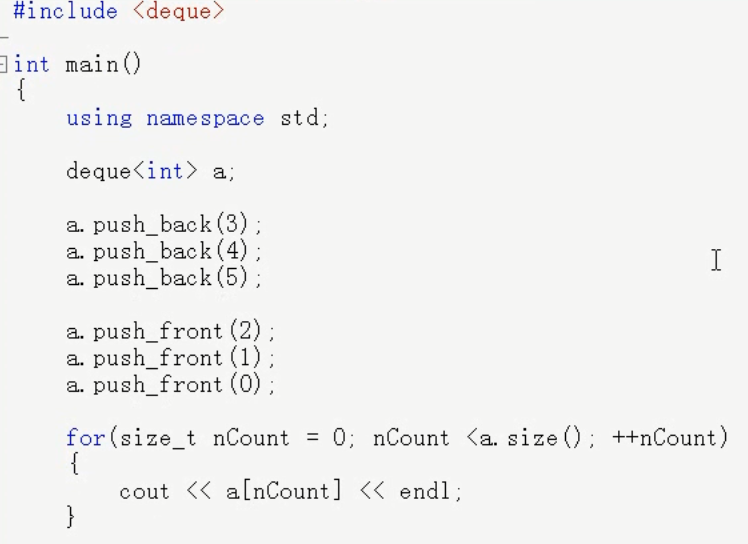 #include <deque>
int main()
{
using namespace std;
deque<int> a;
a.push_back(3);
a.push_back(4);
a.push_back(5);
a.push_front(2);
a.push_front(1);
a.push_front(0);
for(size_t nCount = 0; nCount <a.size(); ++nCount)
{
cout << a[nCount] << endl;
}